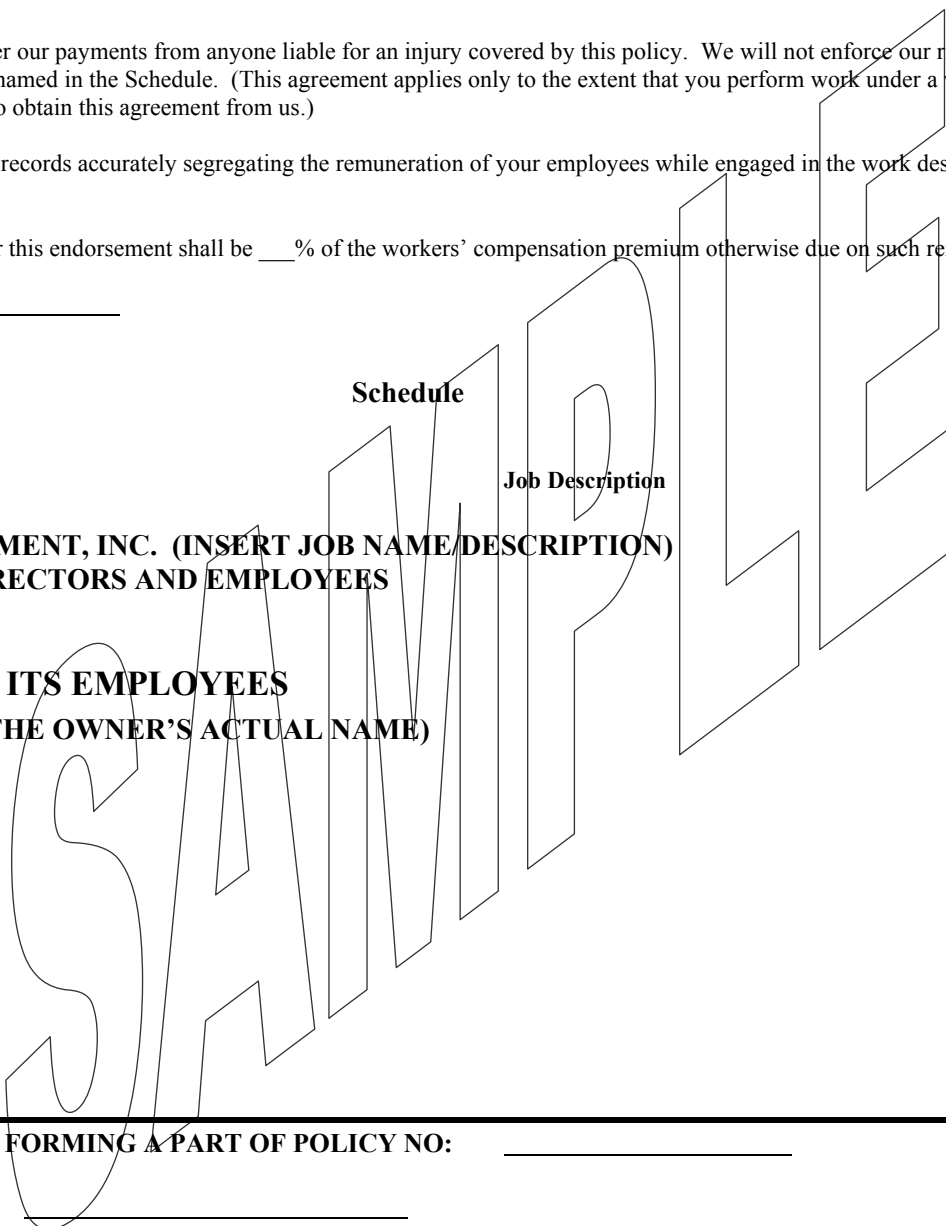 er our payments from anyone liable for an injury covered by this policy. We will not enforce our r
named in the Schedule. (This agreement applies only to the extent that you perform work under a
o obtain this agreement from us.)
records accurately segregating the remuneration of your employees while engaged in the work des
r this endorsement shall be ___% of the workers’ compensation premium otherwise due on such re
Schedule
Job Description
MENT, INC. (INSERT JOB NAME/DESCRIPTION)
RECTORS AND EMPLOYEES
ITS EMPLOYEES
THE OWNER’S ACTUAL NAME)
SAMPLE
FORMING A PART OF POLICY NO: